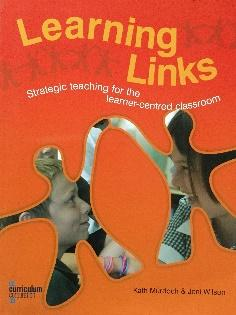 Learning
Links
Strategic teaching for the
learner-centred classroom
Kath Murdoch & Jeni Wilson
curriculum
corporation